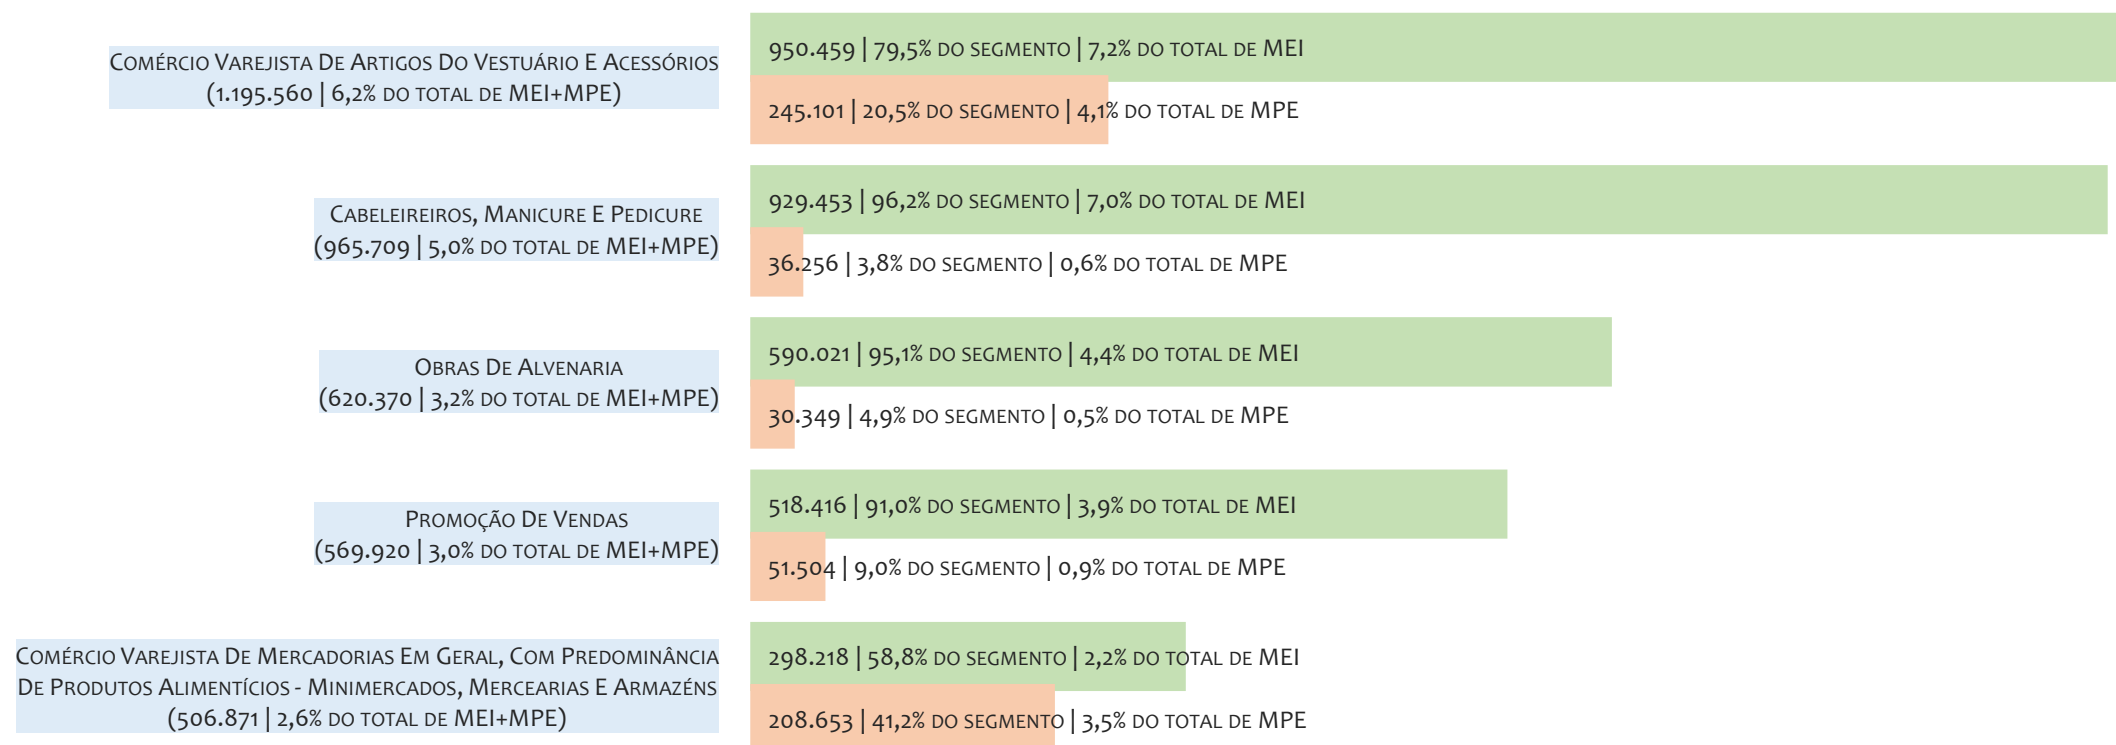 Comércio Varejista De Artigos Do Vestuário E Acessórios
(1.195.560 | 6,2% do total de MEI+MPE)
950.459 | 79,5% do segmento | 7,2% do total de MEI
245.101 | 20,5% do segmento | 4,1% do total de MPE
Cabeleireiros, Manicure E Pedicure
(965.709 | 5,0% do total de MEI+MPE)
929.453 | 96,2% do segmento | 7,0% do total de MEI
36.256 | 3,8% do segmento | 0,6% do total de MPE
Obras De Alvenaria
(620.370 | 3,2% do total de MEI+MPE)
590.021 | 95,1% do segmento | 4,4% do total de MEI
30.349 | 4,9% do segmento | 0,5% do total de MPE
Promoção De Vendas
(569.920 | 3,0% do total de MEI+MPE)
518.416 | 91,0% do segmento | 3,9% do total de MEI
51.504 | 9,0% do segmento | 0,9% do total de MPE
Comércio Varejista De Mercadorias Em Geral, Com Predominância
De Produtos Alimentícios - Minimercados, Mercearias E Armazéns
(506.871 | 2,6% do total de MEI+MPE)
298.218 | 58,8% do segmento | 2,2% do total de MEI
208.653 | 41,2% do segmento | 3,5% do total de MPE